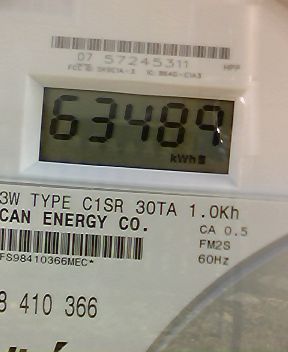 07 57245311
HPP
63489
kWh
3W TYPE C1SR 30TA 1.0Kh
CAN ENERGY CO.
CA 0.5
FM2S
60Hz
FS98410366MEC*
8 410 366